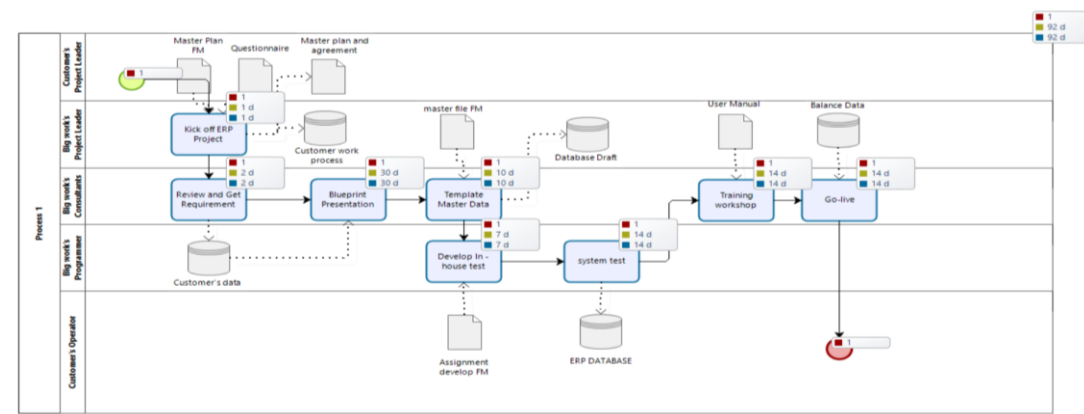 1
92 d
92 d
Process 1
Customer's
Project Leader
Master Plan
FM
Questionnaire
Master plan and
agreement
1
Big work's
Project Leader
Kick off ERP
Project
1
1 d
1 d
Customer work
process
master file FM
Database Draft
User Manual
Balance Data
Big work's
Consultants
Review and Get
Requirement
1
2 d
2 d
Blueprint
Presentation
1
30 d
30 d
Template
Master Data
1
10 d
10 d
Training
workshop
1
14 d
14 d
Go-live
1
14 d
14 d
Big work's
Programmer
Customer's data
Develop In -
house test
1
7 d
7 d
system test
1
14 d
14 d
Customer's Operator
Assignment
develop FM
ERP DATABASE
1